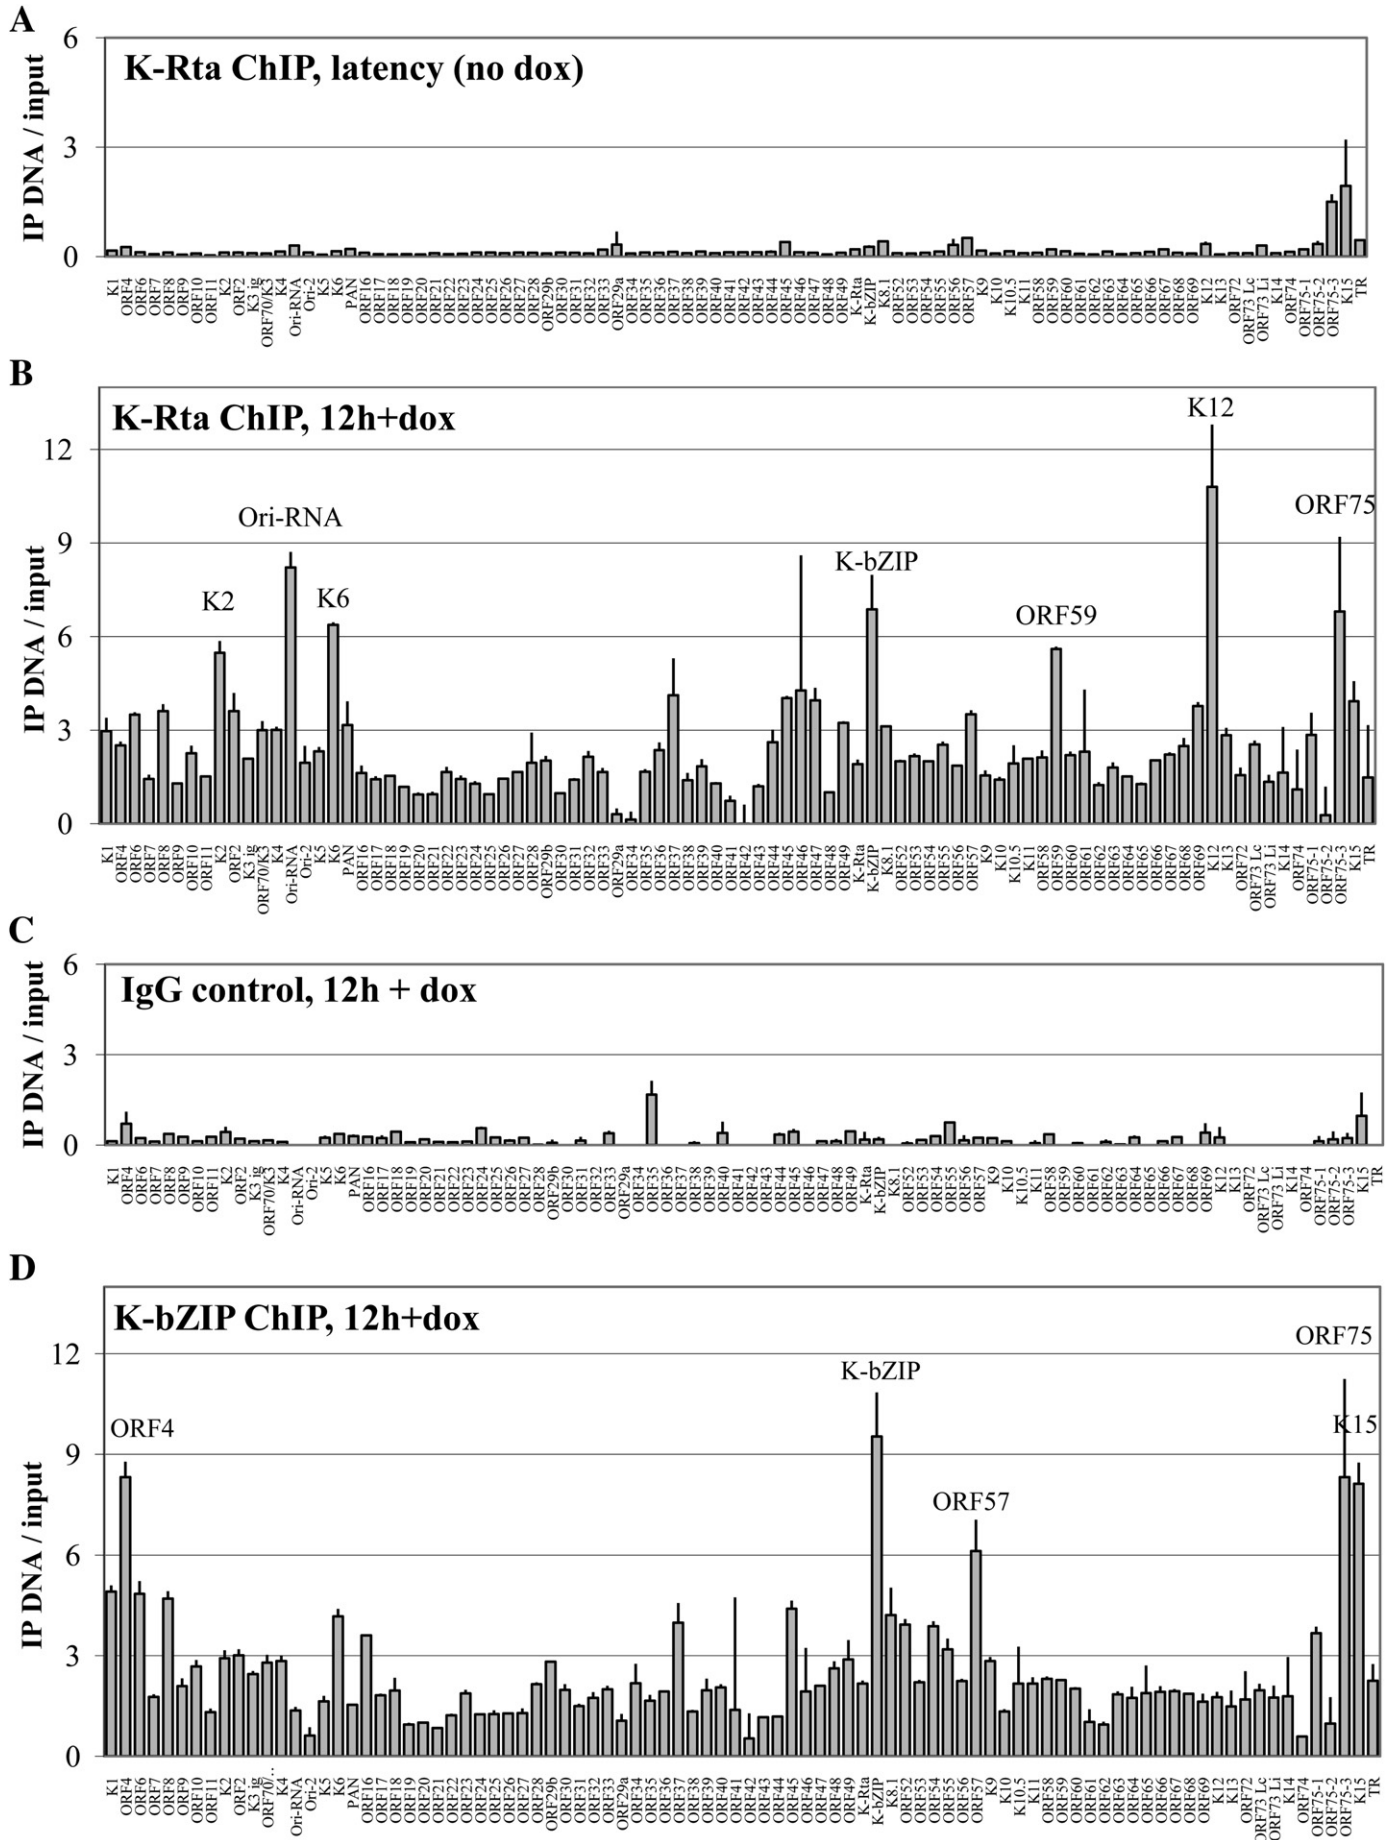 A
K-Rta ChIP, latency (no dox)
IP DNA / input
6
3
0
K1 ORF4 ORF6 ORF7 ORF8 ORF9 ORF10 ORF11 K2 ORF2 K3 ig ORF70/K3 K4 Ori-RNA Ori-2 K5 K6 PAN ORF16 ORF17 ORF18 ORF19 ORF20 ORF21 ORF22 ORF23 ORF24 ORF25 ORF26 ORF27 ORF28 ORF29b ORF30 ORF31 ORF32 ORF33 ORF29a ORF34 ORF35 ORF36 ORF37 ORF38 ORF39 ORF40 ORF41 ORF42 ORF43 ORF44 ORF45 ORF46 ORF47 ORF48 ORF49 K-Rta K-bZIP K8.1 ORF52 ORF53 ORF54 ORF55 ORF56 ORF57 K9 K10 K10.5 K11 ORF58 ORF59 ORF60 ORF61 ORF62 ORF63 ORF64 ORF65 ORF66 ORF67 ORF68 ORF69 K12 K13 ORF72 ORF73 Lc ORF73 Li K14 ORF74 ORF75-1 ORF75-2 ORF75-3 K15 TR
B
K-Rta ChIP, 12h+dox
IP DNA / input
12
9
6
3
0
K2
Ori-RNA
K6
K-bZIP
ORF59
K12
ORF75
K1 ORF4 ORF6 ORF7 ORF8 ORF9 ORF10 ORF11 K2 ORF2 K3 ig ORF70/K3 K4 Ori-RNA Ori-2 K5 K6 PAN ORF16 ORF17 ORF18 ORF19 ORF20 ORF21 ORF22 ORF23 ORF24 ORF25 ORF26 ORF27 ORF28 ORF29b ORF30 ORF31 ORF32 ORF33 ORF29a ORF34 ORF35 ORF36 ORF37 ORF38 ORF39 ORF40 ORF41 ORF42 ORF43 ORF44 ORF45 ORF46 ORF47 ORF48 ORF49 K-Rta K-bZIP K8.1 ORF52 ORF53 ORF54 ORF55 ORF56 ORF57 K9 K10 K10.5 K11 ORF58 ORF59 ORF60 ORF61 ORF62 ORF63 ORF64 ORF65 ORF66 ORF67 ORF68 ORF69 K12 K13 ORF72 ORF73 Lc ORF73 Li K14 ORF74 ORF75-1 ORF75-2 ORF75-3 K15 TR
C
IgG control, 12h + dox
IP DNA / input
6
3
0
K1 ORF4 ORF6 ORF7 ORF8 ORF9 ORF10 ORF11 K2 ORF2 K3 ig ORF70/K3 K4 Ori-RNA Ori-2 K5 K6 PAN ORF16 ORF17 ORF18 ORF19 ORF20 ORF21 ORF22 ORF23 ORF24 ORF25 ORF26 ORF27 ORF28 ORF29b ORF30 ORF31 ORF32 ORF33 ORF29a ORF34 ORF35 ORF36 ORF37 ORF38 ORF39 ORF40 ORF41 ORF42 ORF43 ORF44 ORF45 ORF46 ORF47 ORF48 ORF49 K-Rta K-bZIP K8.1 ORF52 ORF53 ORF54 ORF55 ORF56 ORF57 K9 K10 K10.5 K11 ORF58 ORF59 ORF60 ORF61 ORF62 ORF63 ORF64 ORF65 ORF66 ORF67 ORF68 ORF69 K12 K13 ORF72 ORF73 Lc ORF73 Li K14 ORF74 ORF75-1 ORF75-2 ORF75-3 K15 TR
D
K-bZIP ChIP, 12h+dox
IP DNA / input
12
9
6
3
0
ORF4
K-bZIP
ORF57
ORF75
K15
K1 ORF4 ORF6 ORF7 ORF8 ORF9 ORF10 ORF11 K2 ORF2 K3 ig ORF70/… K4 Ori-RNA Ori-2 K5 K6 PAN ORF16 ORF17 ORF18 ORF19 ORF20 ORF21 ORF22 ORF23 ORF24 ORF25 ORF26 ORF27 ORF28 ORF29b ORF30 ORF31 ORF32 ORF33 ORF29a ORF34 ORF35 ORF36 ORF37 ORF38 ORF39 ORF40 ORF41 ORF42 ORF43 ORF44 ORF45 ORF46 ORF47 ORF48 ORF49 K-Rta K-bZIP K8.1 ORF52 ORF53 ORF54 ORF55 ORF56 ORF57 K9 K10 K10.5 K11 ORF58 ORF59 ORF60 ORF61 ORF62 ORF63 ORF64 ORF65 ORF66 ORF67 ORF68 ORF69 K12 K13 ORF72 ORF73 Lc ORF73 Li K14 ORF74 ORF75-1 ORF75-2 ORF75-3 K15 TR